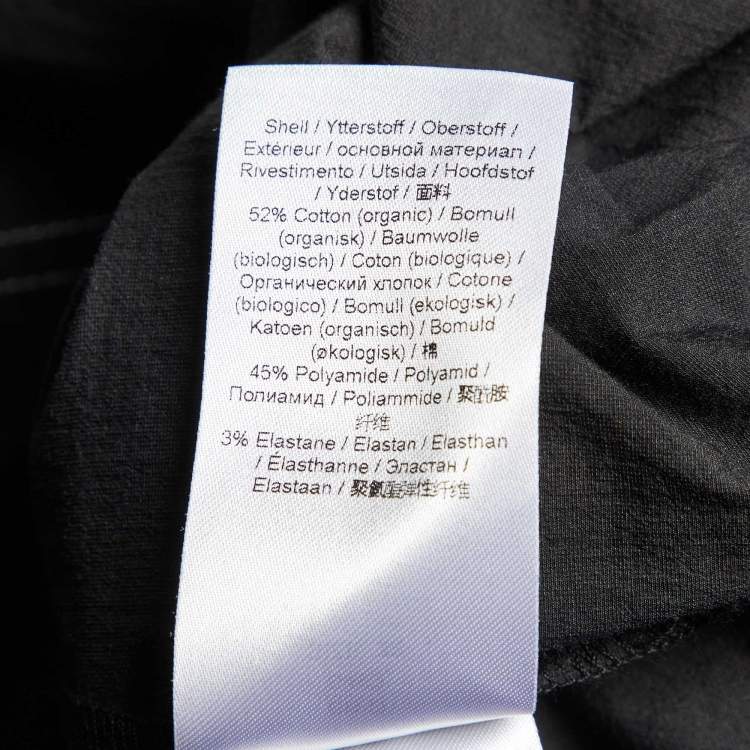 Shell / Ytterstoff / Oberstoff /
Extérieur / основной материал /
Rivestimento / Utsida / Hoofdstof
/ Yderstof / 面料
52% Cotton (organic) / Bomull
(organisk) / Baumwolle
(biologisch) / Coton (biologique) /
Органический хлопок / Cotone
(biologico) / Bomull (ekologisk) /
Katoen (organisch) / Bomuld
(økologisk) / 棉
45% Polyamide / Polyamid /
Полиамид / Poliammide / 聚酰胺
纤维
3% Elastane / Elastan / Elasthan
/ Élasthanne / Эластан /
Elastaan / 聚氨酯弹性纤维